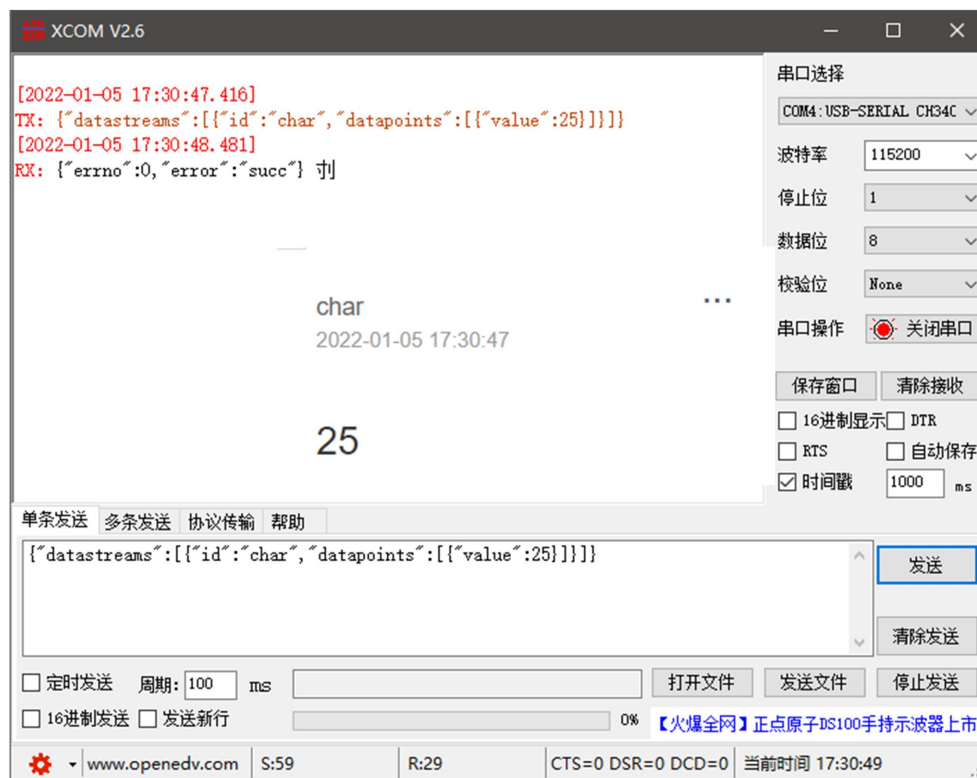 XCOM V2.6
[2022-01-05 17:30:47.416]
TX: {"datastreams":[{"id":"char","datapoints":[{"value":25}]}]}
[2022-01-05 17:30:48.481]
RX: {"errno":0,"error":"succ"}
char
2022-01-05 17:30:47
25
串口选择
COM4:USB-SERIAL CH340
波特率 115200
停止位 1
数据位 8
校验位 None
串口操作 关闭串口
保存窗口 清除接收
16进制显示 DTR
RTS 自动保存
时间戳 1000 ms
单条发送 多条发送 协议传输 帮助
{"datastreams":[{"id":"char","datapoints":[{"value":25}]}]}
发送
清除发送
定时发送 周期: 100 ms 打开文件 发送文件 停止发送
16进制发送 发送新行 0% 【火爆全网】正点原子DS100手持示波器上市
www.openedv.com S:59 R:29 CTS=0 DSR=0 DCD=0 当前时间 17:30:49